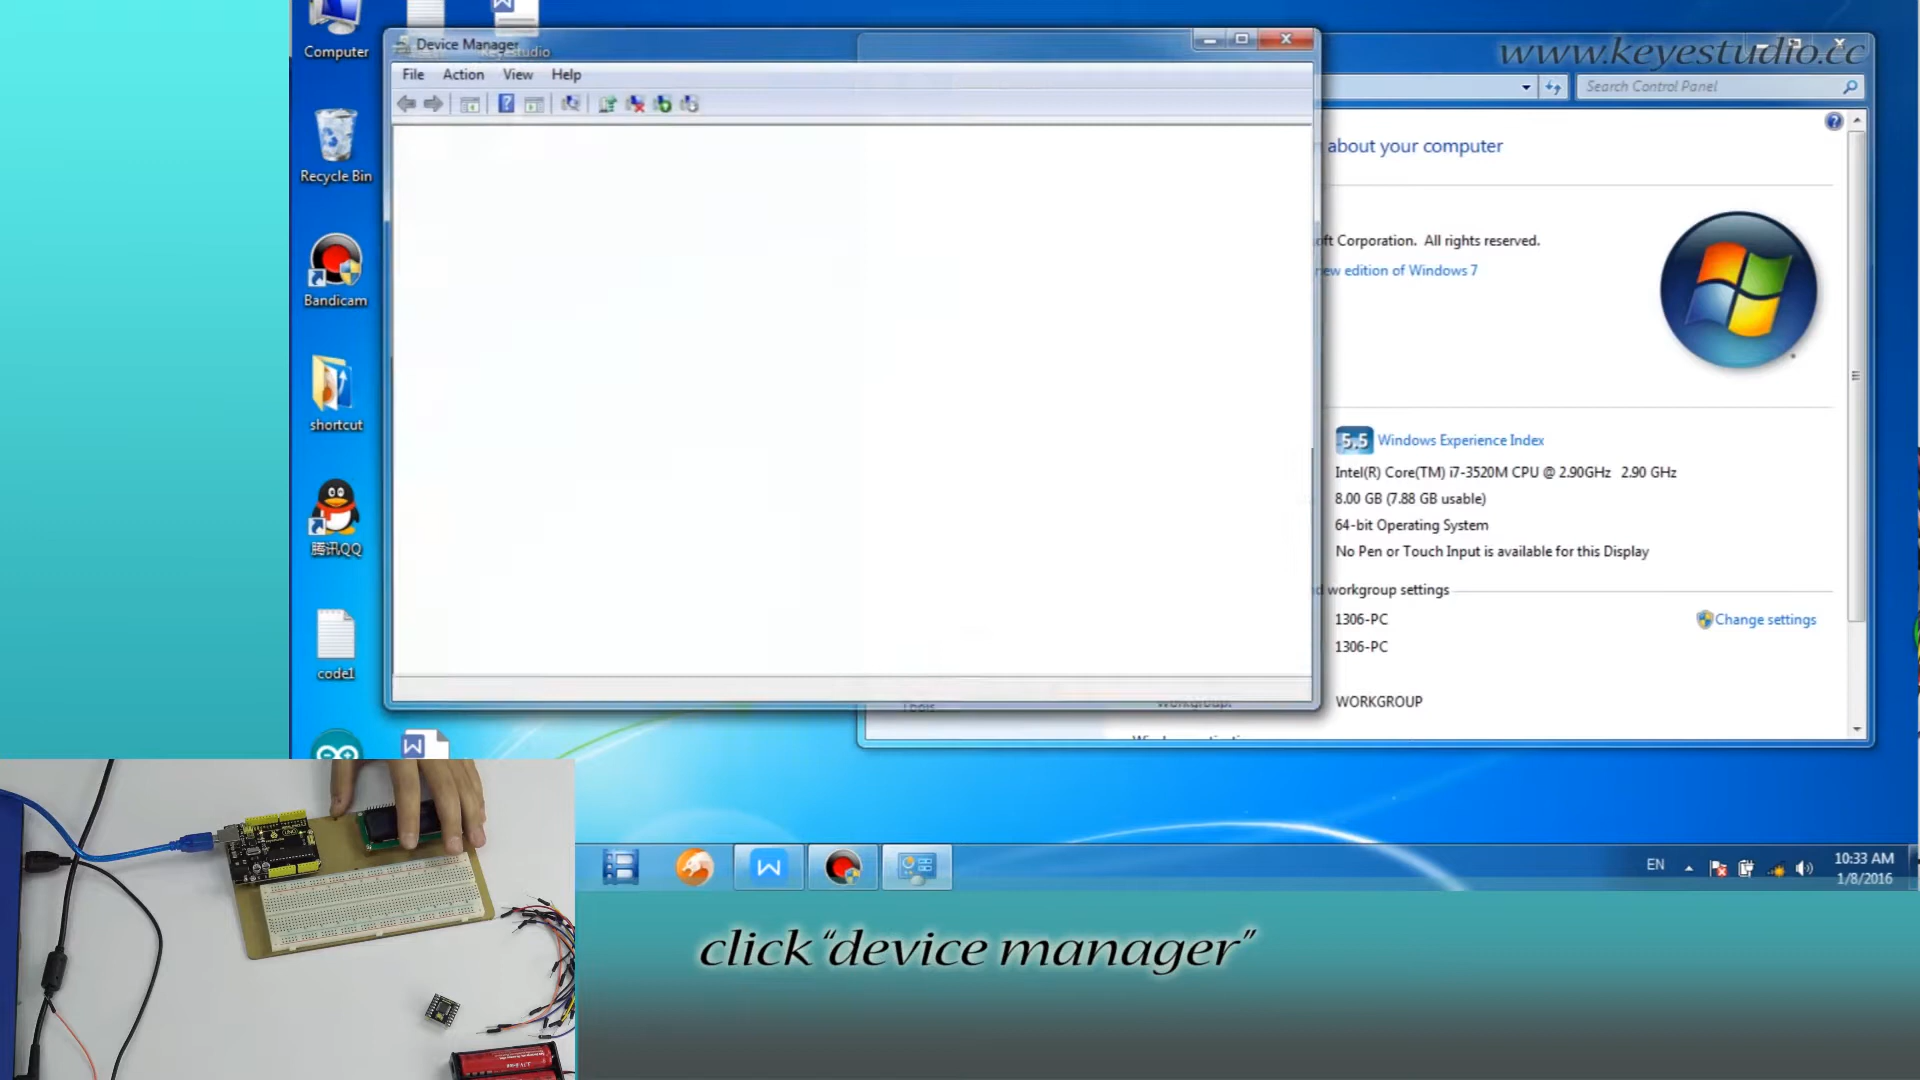 Computer
Recycle Bin
Bandicam
shortcut
腾讯QQ
code1
Device Manager
File Action View Help
www.keyestudio.cc
Search Control Panel
about your computer
oft Corporation. All rights reserved.
new edition of Windows 7
5.5 Windows Experience Index
Intel(R) Core(TM) i7-3520M CPU @ 2.90GHz 2.90 GHz
8.00 GB (7.88 GB usable)
64-bit Operating System
No Pen or Touch Input is available for this Display
d workgroup settings
1306-PC
Change settings
1306-PC
WORKGROUP
EN
10:33 AM
1/8/2016
click “device manager”